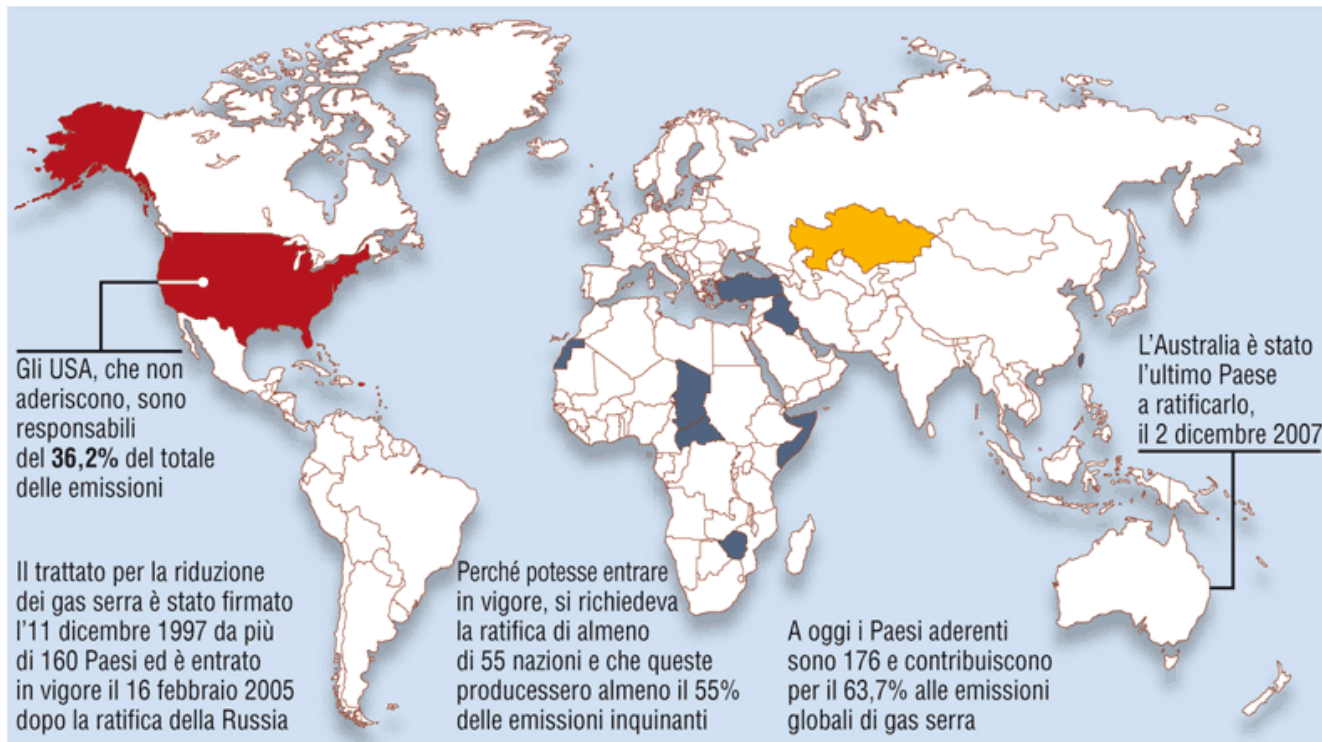 Gli USA, che non
aderiscono, sono
responsabili
del 36,2% del totale
delle emissioni
L'Australia è stato
l'ultimo Paese
a ratificarlo,
il 2 dicembre 2007
Il trattato per la riduzione
dei gas serra è stato firmato
l'11 dicembre 1997 da più
di 160 Paesi ed è entrato
in vigore il 16 febbraio 2005
dopo la ratifica della Russia
Perché potesse entrare
in vigore, si richiedeva
la ratifica di almeno
di 55 nazioni e che queste
producessero almeno il 55%
delle emissioni inquinanti
A oggi i Paesi aderenti
sono 176 e contribuiscono
per il 63,7% alle emissioni
globali di gas serra